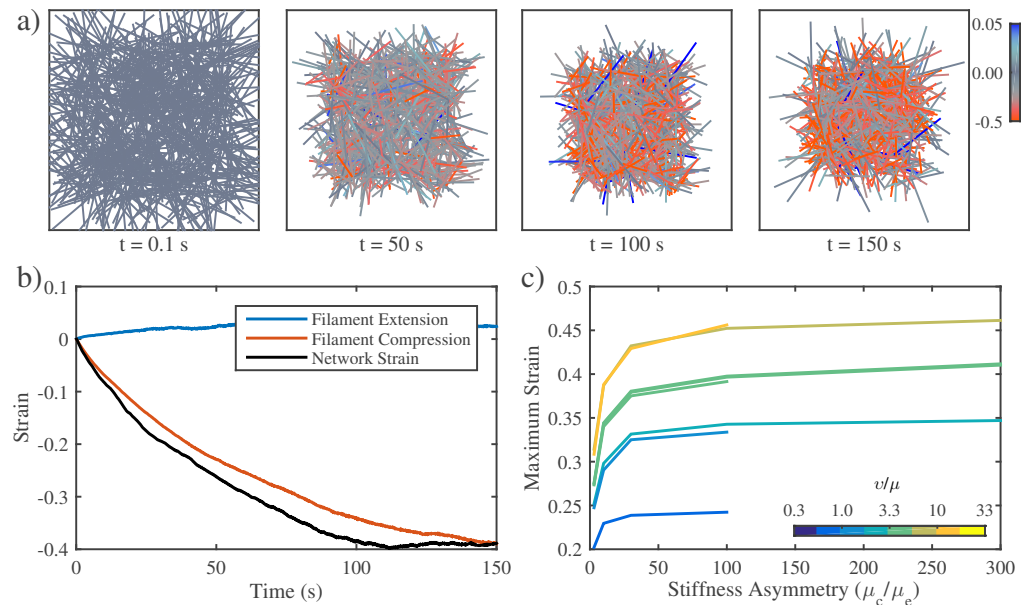 a)
0.05
0.00
-0.5
t = 0.1 s
t = 50 s
t = 100 s
t = 150 s
b)
0.1
0
-0.1
-0.2
-0.3
-0.4
Strain
Filament Extension
Filament Compression
Network Strain
0
50
100
150
Time (s)
c)
0.5
0.45
0.4
0.35
0.3
0.25
0.2
Maximum Strain
υ/μ
0.3 1.0 3.3 10 33
0
50
100
150
200
250
300
Stiffness Asymmetry (μc/μe)